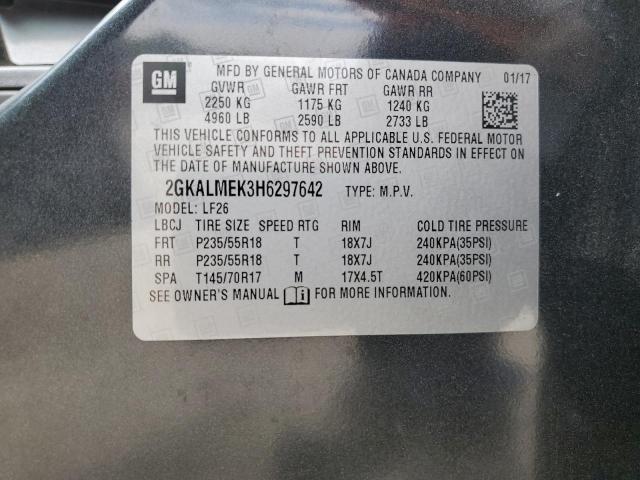 GM MFD BY GENERAL MOTORS OF CANADA COMPANY 01/17
GVWR GAWR FRT GAWR RR
2250 KG 1175 KG 1240 KG
4960 LB 2590 LB 2733 LB
THIS VEHICLE CONFORMS TO ALL APPLICABLE U.S. FEDERAL MOTOR
VEHICLE SAFETY AND THEFT PREVENTION STANDARDS IN EFFECT ON
THE DATE OF MANUFACTURE SHOWN ABOVE.
2GKALMEK3H6297642 TYPE: M.P.V.
MODEL: LF26
LBCJ TIRE SIZE SPEED RTG RIM COLD TIRE PRESSURE
FRT P235/55R18 T 18X7J 240KPA(35PSI)
RR P235/55R18 T 18X7J 240KPA(35PSI)
SPA T145/70R17 M 17X4.5T 420KPA(60PSI)
SEE OWNER'S MANUAL FOR MORE INFORMATION